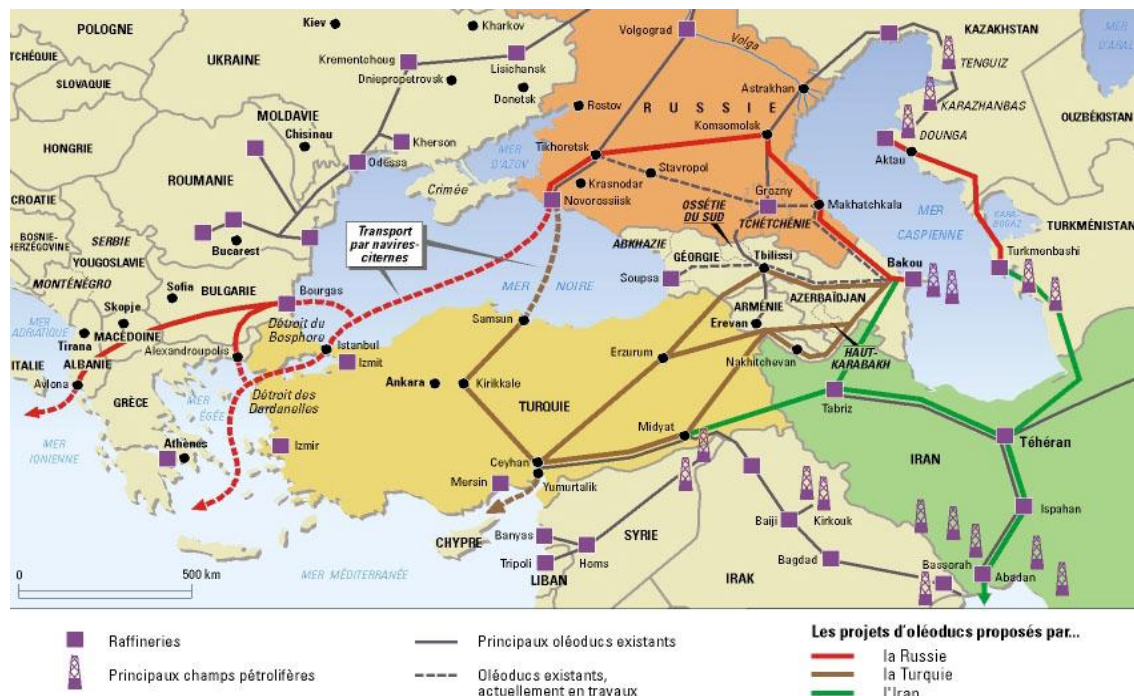 POLOGNE
Kiev
Kharkov
Volgograd
Volga
KAZAKHSTAN
MER
D'ARAL
TCHÉQUIE
UKRAINE
Krementchoug
Lisichansk
TENGUIZ
SLOVAQUIE
Dniepropetrovsk
Donetsk
Astrakhan
KARAZHANBAS
MOLDAVIE
Rostov
RUSSIE
Komsomolsk
DOUNGA
OUZBÉKISTAN
HONGRIE
Chisinau
Kherson
MER
D'AZOV
Tikhoretsk
Aktau
Odessa
Stavropol
ROUMANIE
Crimée
Krasnodar
Grozny
CROATIE
Novorossiisk
OSSÉTIE
DU SUD
TCHÉTCHÉNIE
Makhatchkala
MER
CASPIENNE
KARA-
BOGAZ
TURKMÉNISTAN
BOSNIE-
HERZÉGOVINE
SERBIE
Bucarest
Transport
par navires-
citernes
ABKHAZIE
YOUGOSLAVIE
GÉORGIE
Tbilissi
Turkmenbashi
MONTÉNÉGRO
Sofia
BULGARIE
Bourgas
MER
NOIRE
Soupsa
Bakou
Skopje
ARMÉNIE
AZERBAÏDJAN
MER
ADRIATIQUE
MACÉDOINE
Détroit du
Bosphore
Samsun
Erevan
Tirana
ITALIE
ALBANIE
Alexandroupolis
Istanbul
Izmit
Erzurum
Nakhitchevan
HAUT-
KARABAKH
Avlona
Ankara
Kirikkale
GRÈCE
MER
ÉGÉE
Détroit des
Dardanelles
TURQUIE
Tabriz
MER
IONIENNE
Athènes
Izmir
Midyat
Téhéran
Ceyhan
IRAN
Mersin
Yumurtalik
Ispahan
CHYPRE
Banyas
SYRIE
Baiji
Kirkouk
0
500 km
MER MÉDITERRANÉE
Tripoli
Homs
Bagdad
Bassorah
Abadan
LIBAN
IRAK
Raffineries
Principaux champs pétrolifères
Principaux oléoducs existants
Oléoducs existants,
actuellement en travaux
Les projets d'oléoducs proposés par...
la Russie
la Turquie
l'Iran